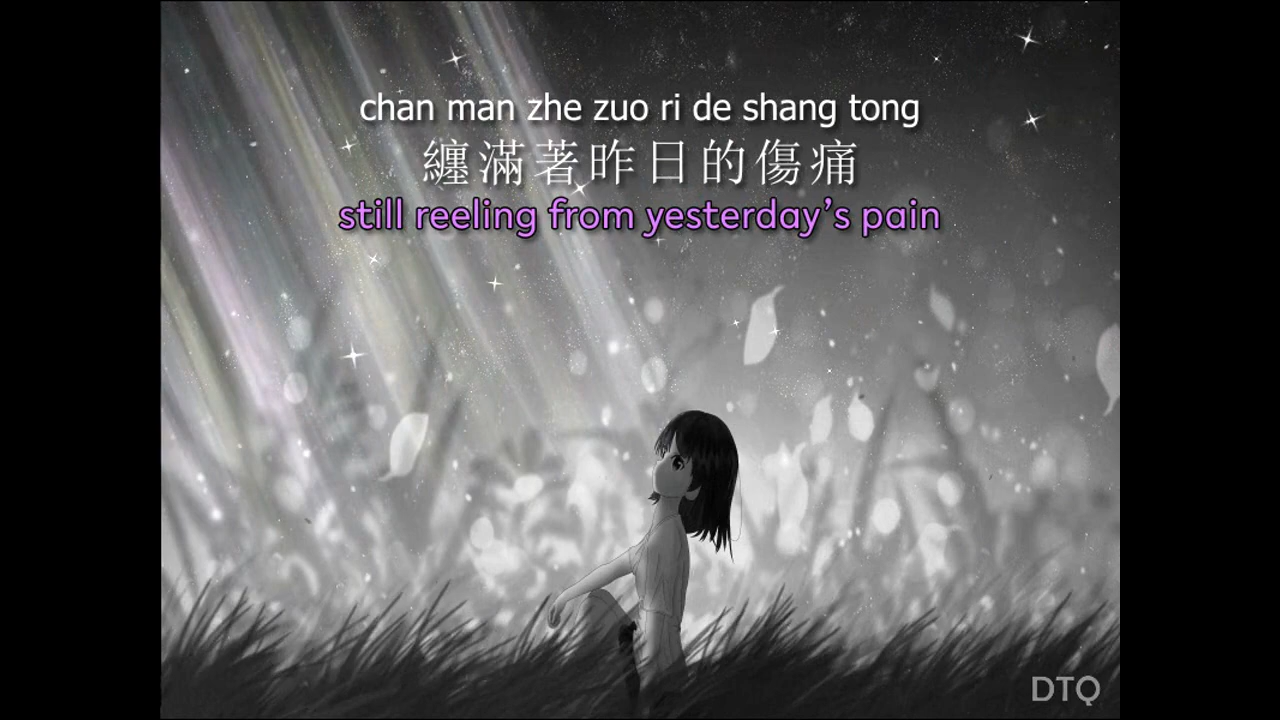 chan man zhe zuo ri de shang tong
纏滿著昨日的傷痛
still reeling from yesterday’s pain
DTQ